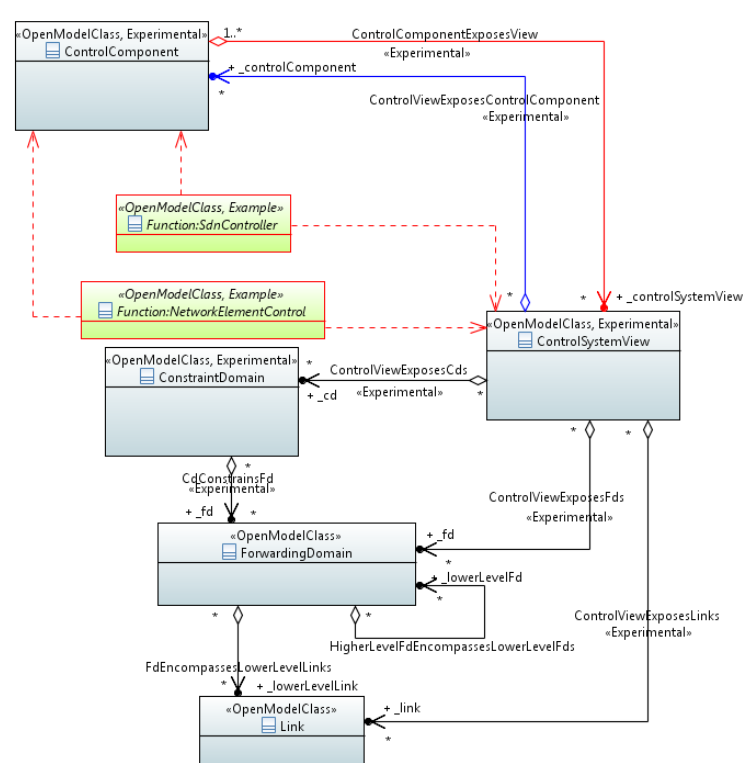 «OpenModelClass, Experimental»
ControlComponent
1..*
ControlComponentExposesView
«Experimental»
+ _controlComponent
*
ControlViewExposesControlComponent
«Experimental»
«OpenModelClass, Example»
Function:SdnController
«OpenModelClass, Example»
Function:NetworkElementControl
*
*
+ _controlSystemView
«OpenModelClass, Experimental»
ControlSystemView
«OpenModelClass, Experimental»
ConstraintDomain
*
ControlViewExposesCds
«Experimental»
+ _cd
*
*
*
*
CdConstrainsFd
«Experimental»
+ _fd
*
ControlViewExposesFds
«Experimental»
«OpenModelClass»
ForwardingDomain
+ _fd
*
+ _lowerLevelFd
*
*
*
HigherLevelFdEncompassesLowerLevelFds
ControlViewExposesLinks
«Experimental»
FdEncompassesLowerLevelLinks
*
+ _lowerLevelLink
«OpenModelClass»
Link
+ _link
*